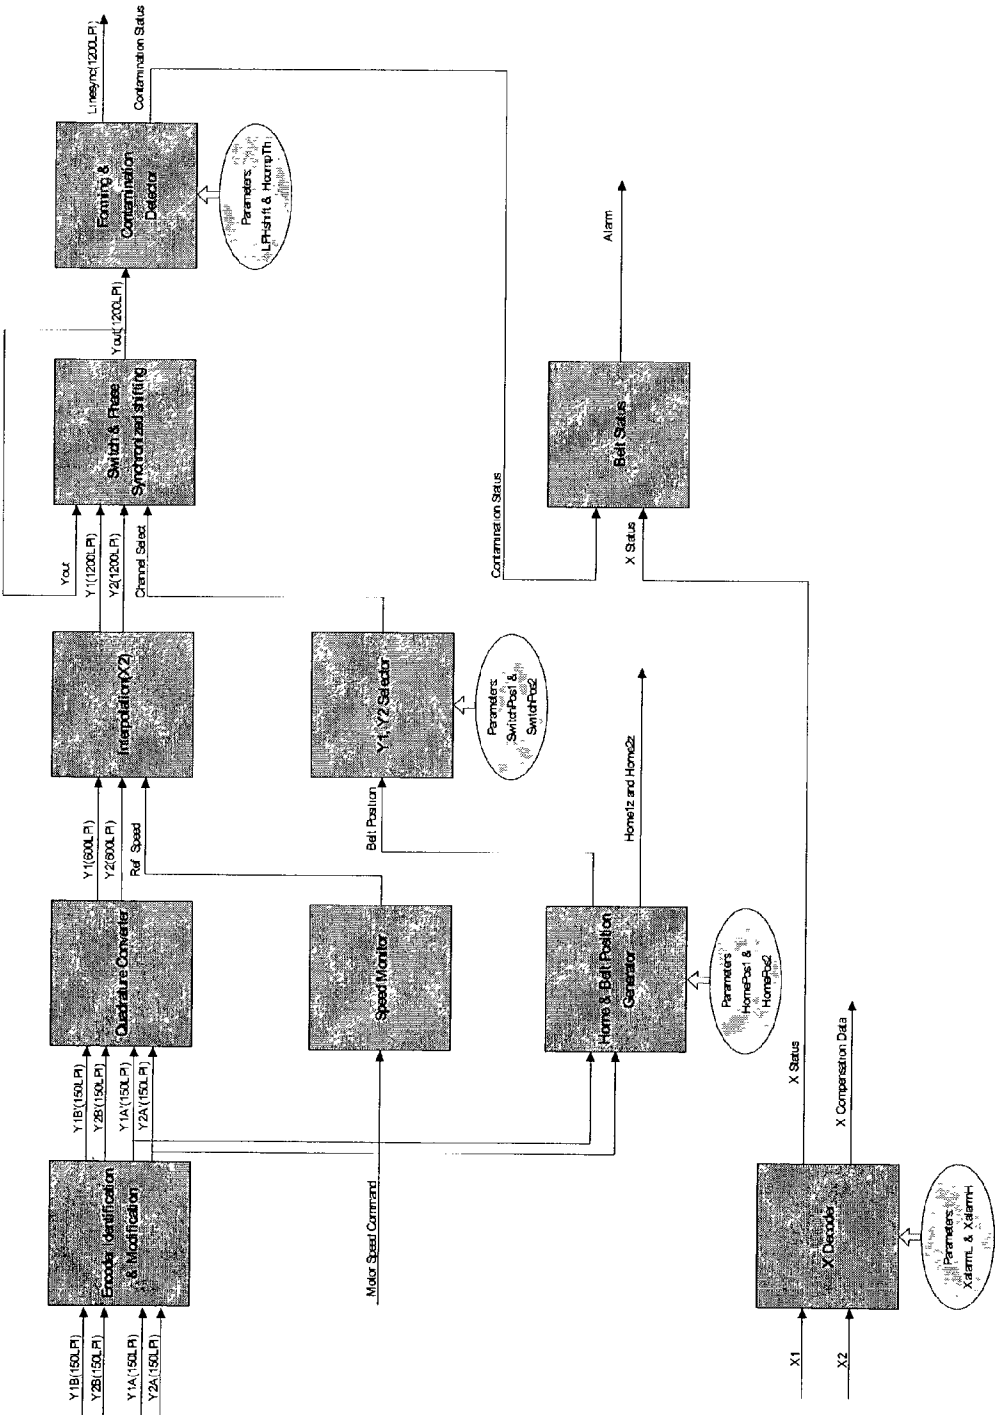 Y1B(150LPI)
Y2B(150LPI)
Y1A(150LPI)
Y2A(150LPI)
Encoder Identification
& Modification
Y1B'(150LPI)
Y2B'(150LPI)
Y1A'(150LPI)
Y2A'(150LPI)
Quadrature Converter
Y1(600LPI)
Y2(600LPI)
Ref Speed
Interpolation(X2)
Yout
Y1(1200LPI)
Y2(1200LPI)
Channel Select
Switch & Phase
Synchronized shifting
Yout(1200LPI)
Forming &
Contamination
Detector
Linesync(1200LPI)
Contamination Status
Parameters:
LPHshift & HcompTh
Motor Speed Command
Speed Monitor
Belt Position
Y1, Y2 Selector
Parameters:
SwitchPos1 &
SwitchPos2
Home & Belt Position
Generator
Home1z and Home2z
Parameters
HomePos1 &
HomePos2
Contamination Status
X Status
Belt Status
Alarm
X1
X2
X Decoder
X Status
X Compensation Data
Parameters:
XalarmL & XalarmH